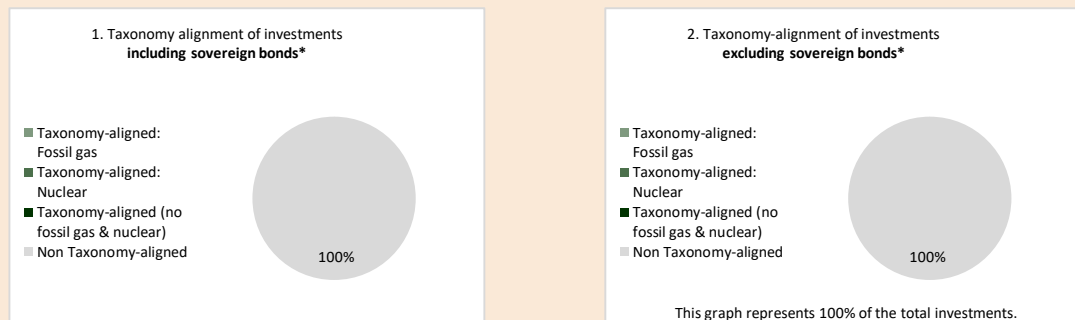 1. Taxonomy alignment of investments
including sovereign bonds*
Taxonomy-aligned:
Fossil gas
Taxonomy-aligned:
Nuclear
Taxonomy-aligned (no
fossil gas & nuclear)
Non Taxonomy-aligned
100%
2. Taxonomy-alignment of investments
excluding sovereign bonds*
Taxonomy-aligned:
Fossil gas
Taxonomy-aligned:
Nuclear
Taxonomy-aligned (no
fossil gas & nuclear)
Non Taxonomy-aligned
100%
This graph represents 100% of the total investments.